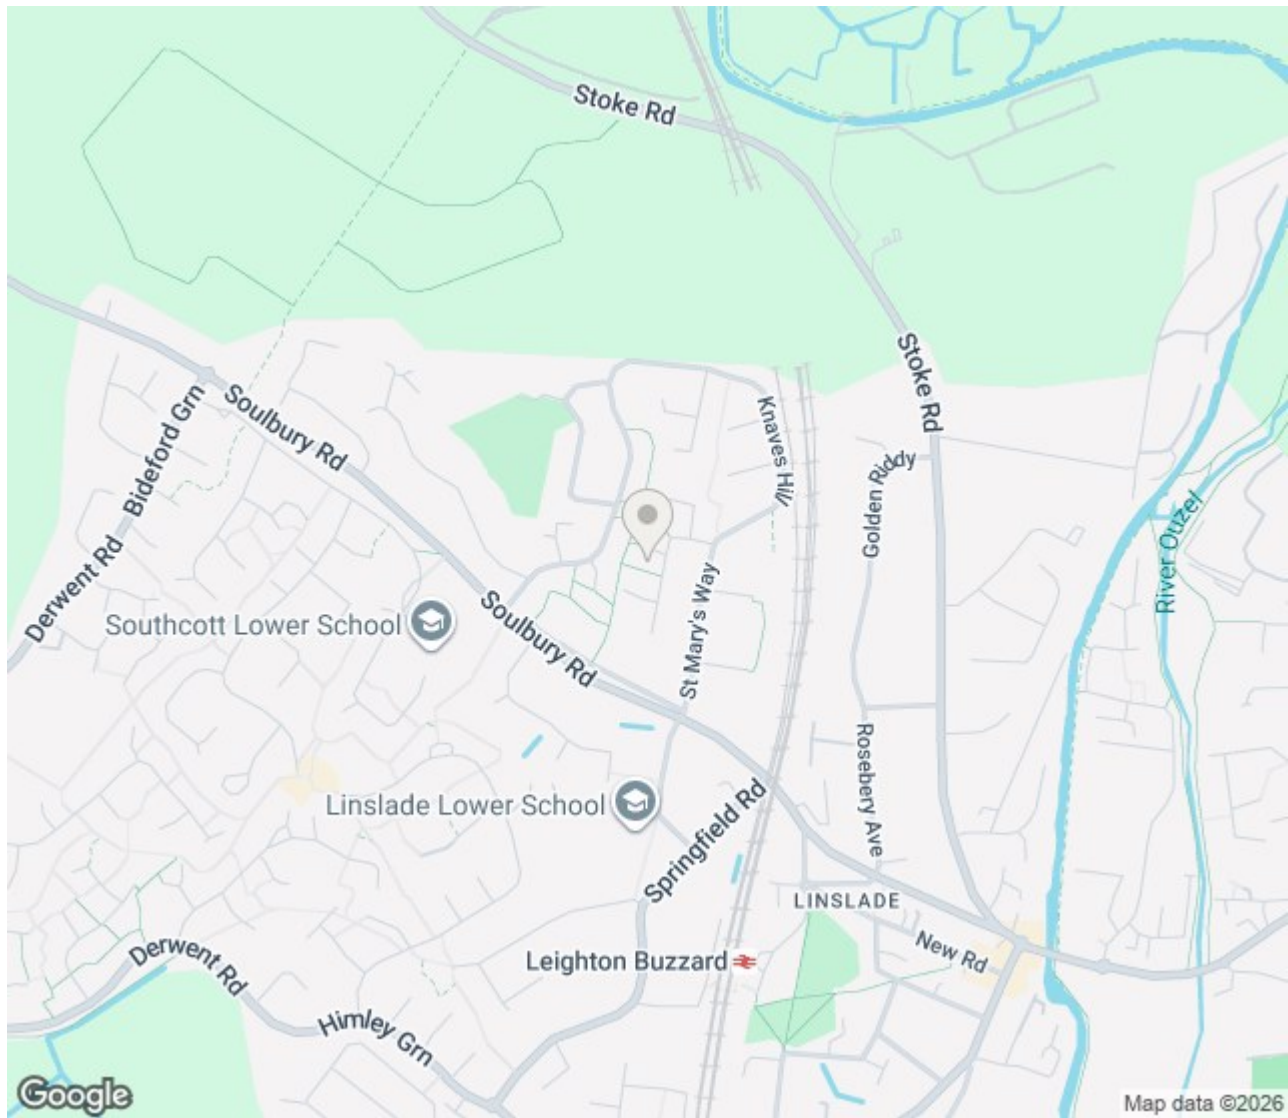 Stoke Rd
Stoke Rd
Bideford Grn
Soulbury Rd
Knaves Hill
Golden Riddy
River Ouzel
Derwent Rd
Southcott Lower School
Soulbury Rd
St Mary's Way
Rosebery Ave
Linslade Lower School
Springfield Rd
LINSLADE
New Rd
Leighton Buzzard
Derwent Rd
Himley Grn
Google
Map data ©2026